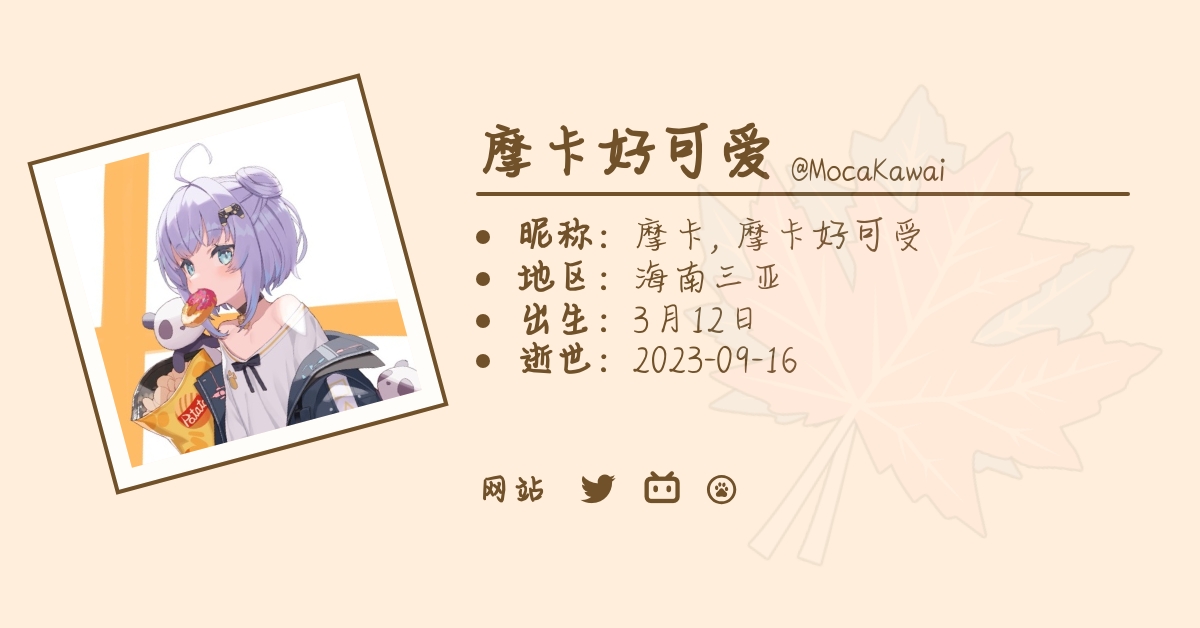 摩卡好可爱 @MocaKawai
昵称：摩卡, 摩卡好可爱
地区：海南三亚
出生：3月12日
逝世：2023-09-16
网站
Potato